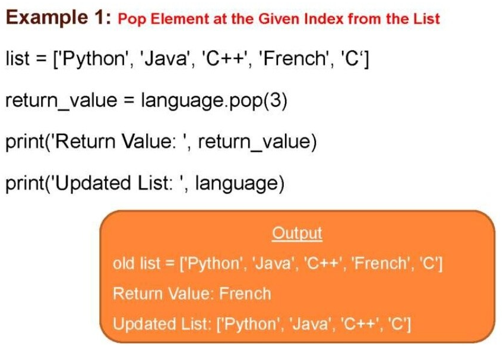 Example 1: Pop Element at the Given Index from the List
list = ['Python', 'Java', 'C++', 'French', 'C‘]
return_value = language.pop(3)
print('Return Value: ', return_value)
print('Updated List: ', language)
Output
old list = ['Python', 'Java', 'C++', 'French', 'C']
Return Value: French
Updated List: ['Python', 'Java', 'C++', 'C']